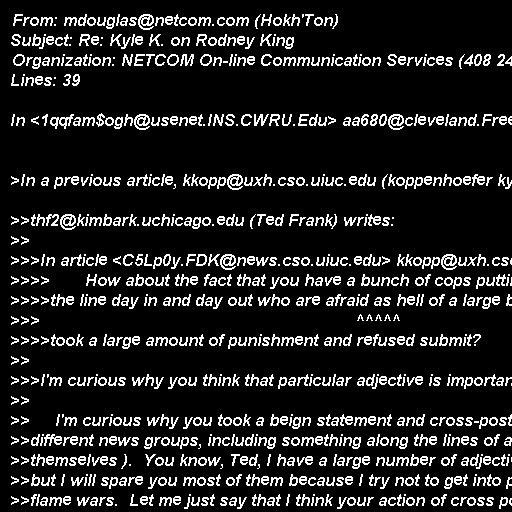 From: mdouglas@netcom.com (Hokh'Ton)
Subject: Re: Kyle K. on Rodney King
Organization: NETCOM On-line Communication Services (408 24
Lines: 39
In <1qqfam$ogh@usenet.INS.CWRU.Edu> aa680@cleveland.Free
>In a previous article, kkopp@uxh.cso.uiuc.edu (koppenhoefer ky
>>thf2@kimbark.uchicago.edu (Ted Frank) writes:
>>
>>>In article <C5Lp0y.FDK@news.cso.uiuc.edu> kkopp@uxh.cso
>>>> How about the fact that you have a bunch of cops puttin
>>>>the line day in and day out who are afraid as hell of a large b
>>> ^^^^^
>>>>took a large amount of punishment and refused submit?
>>
>>>I'm curious why you think that particular adjective is importan
>>
>> I'm curious why you took a beign statement and cross-post
>>different news groups, including something along the lines of a
>>themselves ). You know, Ted, I have a large number of adjecti
>>but I will spare you most of them because I try not to get into p
>>flame wars. Let me just say that I think your action of cross po